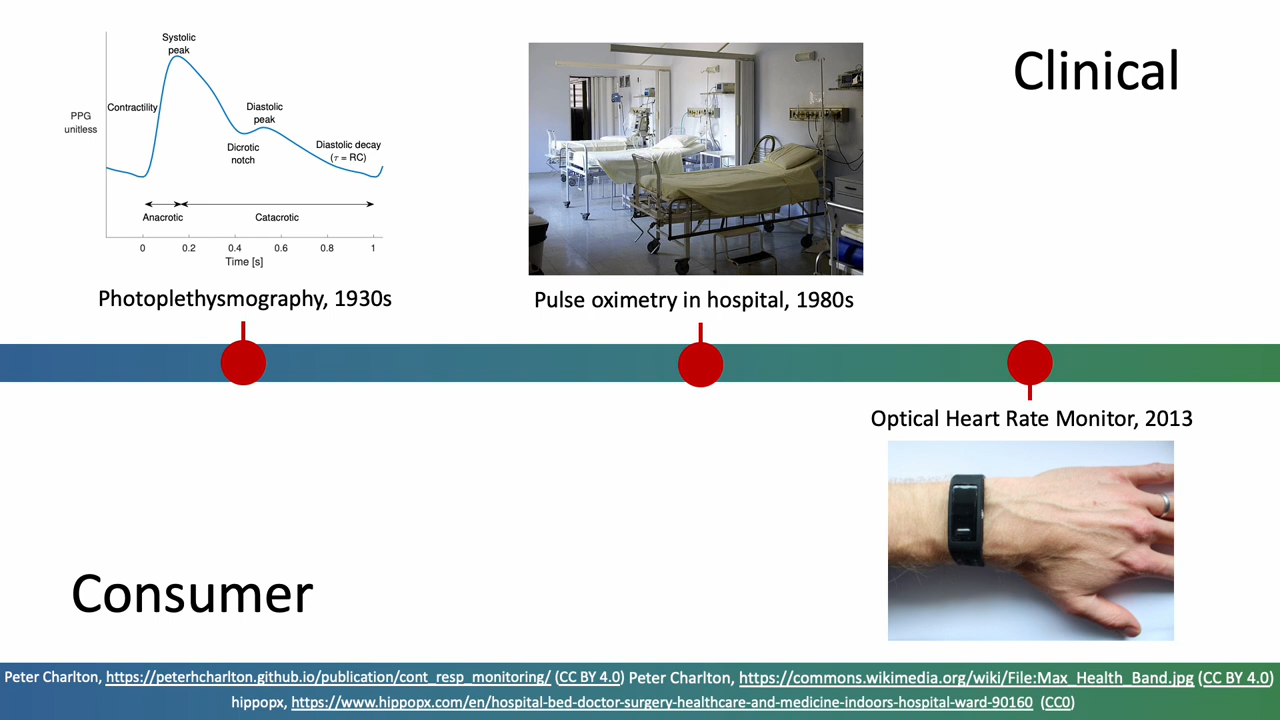 Clinical
Systolic
peak
Contractility
PPG
unitless
Diastolic
peak
Dicrotic
notch
Diastolic decay
(τ = RC)
Anacrotic
Catacrotic
0 0.2 0.4 0.6 0.8 1
Time [s]
Photoplethysmography, 1930s
Pulse oximetry in hospital, 1980s
Optical Heart Rate Monitor, 2013
Consumer
Peter Charlton, https://peterhcharlton.github.io/publication/cont_resp_monitoring/ (CC BY 4.0) Peter Charlton, https://commons.wikimedia.org/wiki/File:Max_Health_Band.jpg (CC BY 4.0)
hippopx, https://www.hippopx.com/en/hospital-bed-doctor-surgery-healthcare-and-medicine-indoors-hospital-ward-90160 (CC0)